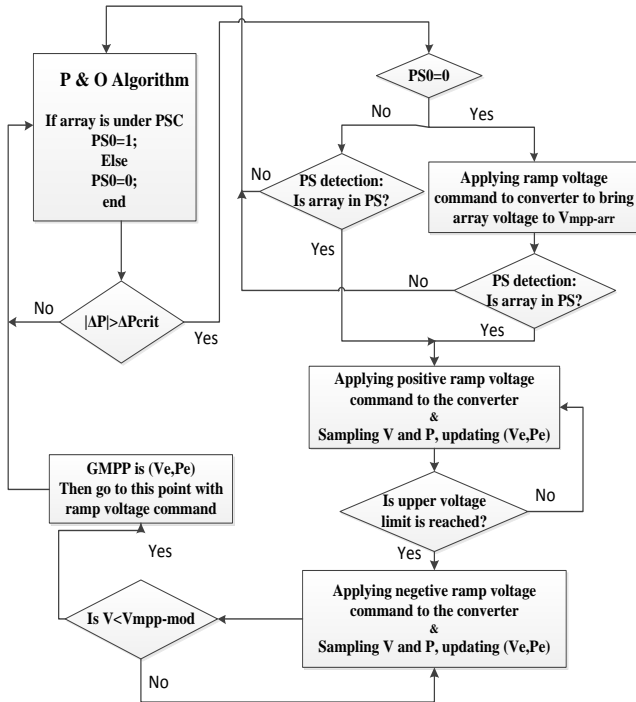 P & O Algorithm
If array is under PSC
PS0=1;
Else
PS0=0;
end
|ΔP|>ΔPcrit
No
Yes
PS0=0
No
Yes
PS detection:
Is array in PS?
No
Yes
Applying ramp voltage
command to converter to bring
array voltage to Vmpp-arr
PS detection:
Is array in PS?
No
Yes
Applying positive ramp voltage
command to the converter
&
Sampling V and P, updating (Ve,Pe)
Is upper voltage
limit is reached?
No
Yes
Applying negetive ramp voltage
command to the converter
&
Sampling V and P, updating (Ve,Pe)
Is V<Vmpp-mod
Yes
No
GMPP is (Ve,Pe)
Then go to this point with
ramp voltage command